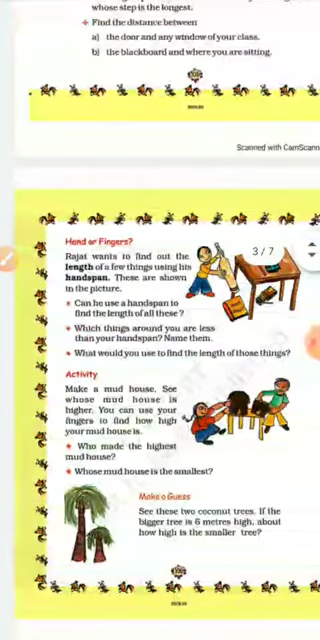 whose step is the longest.
Find the distance between
a) the door and any window of your class.
b) the blackboard and where you are sitting.
Scanned with CamScann
Hand or Fingers?
3 / 7
Rajat wants to find out the
length of a few things using his
handspan. These are shown
in the picture.
Can he use a handspan to
find the length of all these ?
Which things around you are less
than your handspan? Name them.
What would you use to find the length of those things?
Activity
Make a mud house. See
whose mud house is
higher. You can use your
fingers to find how high
your mud house is.
Who made the highest
mud house?
Whose mud house is the smallest?
Make a Guess
See these two coconut trees. If the
bigger tree is 6 metres high, about
how high is the smaller tree?